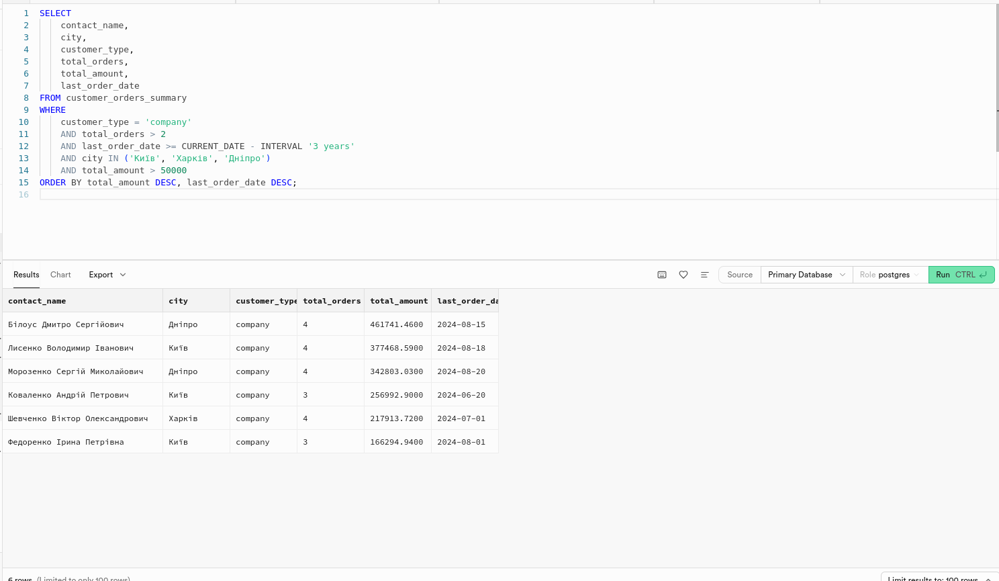 1 SELECT
2 contact_name,
3 city,
4 customer_type,
5 total_orders,
6 total_amount,
7 last_order_date
8 FROM customer_orders_summary
9 WHERE
10 customer_type = 'company'
11 AND total_orders > 2
12 AND last_order_date >= CURRENT_DATE - INTERVAL '3 years'
13 AND city IN ('Київ', 'Харків', 'Дніпро')
14 AND total_amount > 50000
15 ORDER BY total_amount DESC, last_order_date DESC;
16
Results Chart Export Source Primary Database Role postgres Run CTRL
contact_name city customer_type total_orders total_amount last_order_da
Білоус Дмитро Сергійович Дніпро company 4 461741.4600 2024-08-15
Лисенко Володимир Іванович Київ company 4 377468.5900 2024-08-18
Морозенко Сергій Миколайович Дніпро company 4 342803.0300 2024-08-20
Коваленко Андрій Петрович Київ company 3 256992.9000 2024-06-20
Шевченко Віктор Олександрович Харків company 4 217913.7200 2024-07-01
Федоренко Ірина Петрівна Київ company 3 166294.9400 2024-08-01
6 rows (Limited to only 100 rows) Limit results to: 100 rows